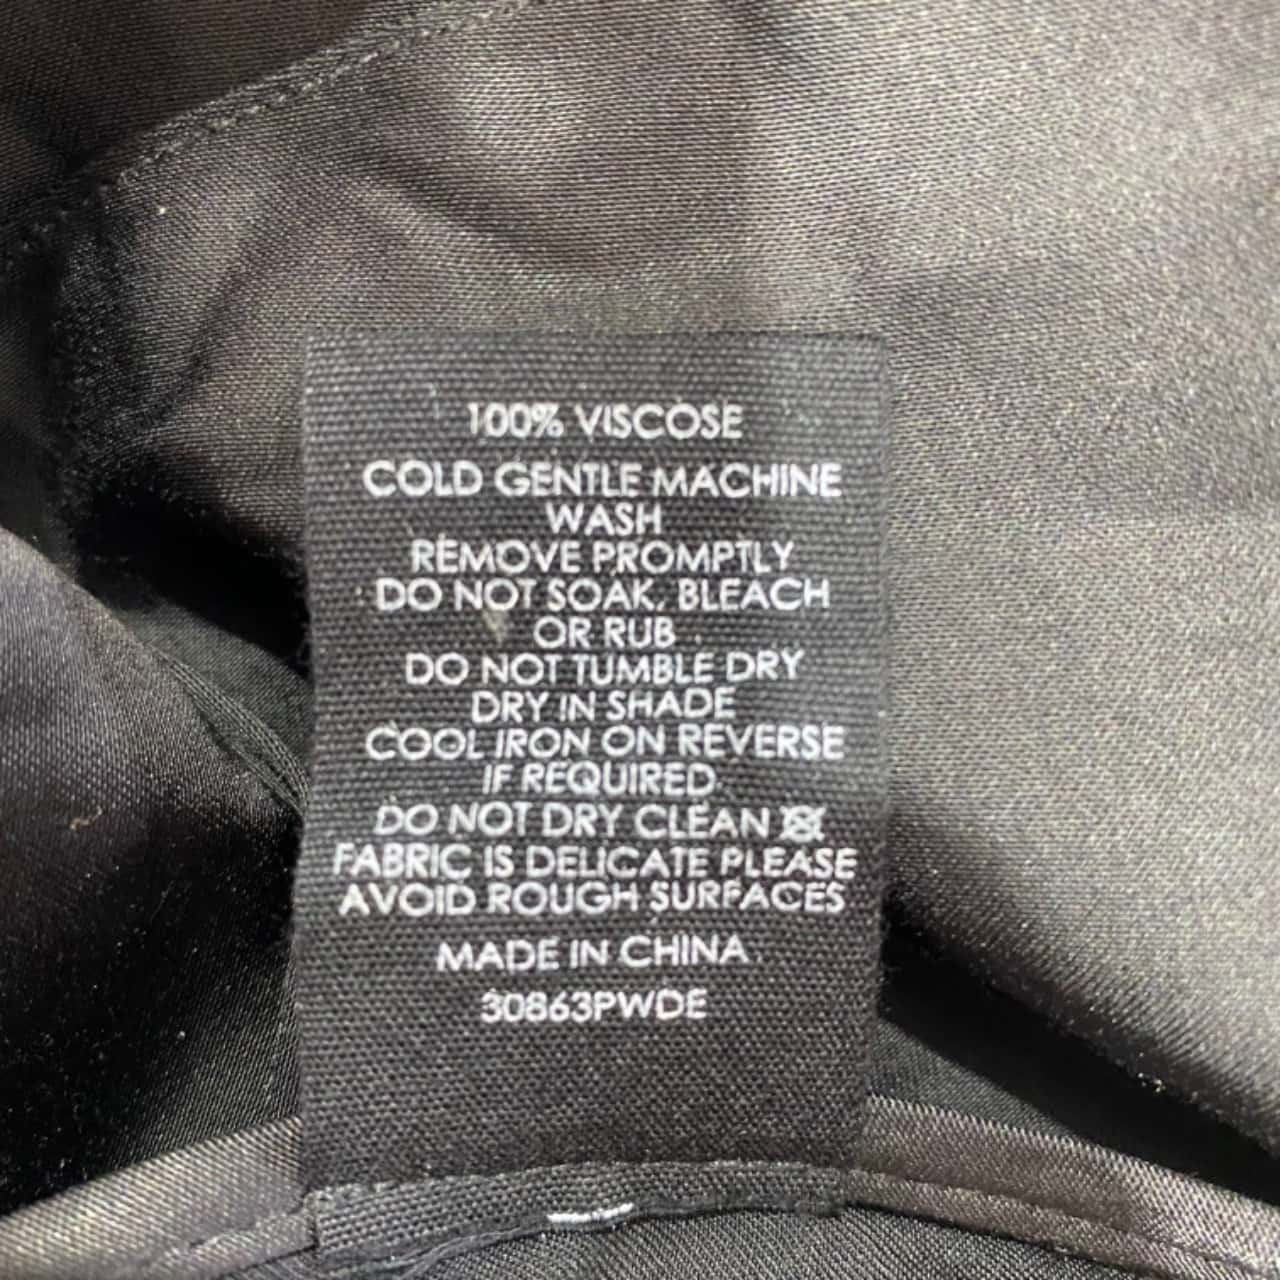 100% VISCOSE
COLD GENTLE MACHINE
WASH
REMOVE PROMPTLY
DO NOT SOAK, BLEACH
OR RUB
DO NOT TUMBLE DRY
DRY IN SHADE
COOL IRON ON REVERSE
IF REQUIRED
DO NOT DRY CLEAN
FABRIC IS DELICATE PLEASE
AVOID ROUGH SURFACES
MADE IN CHINA
30863PWDE